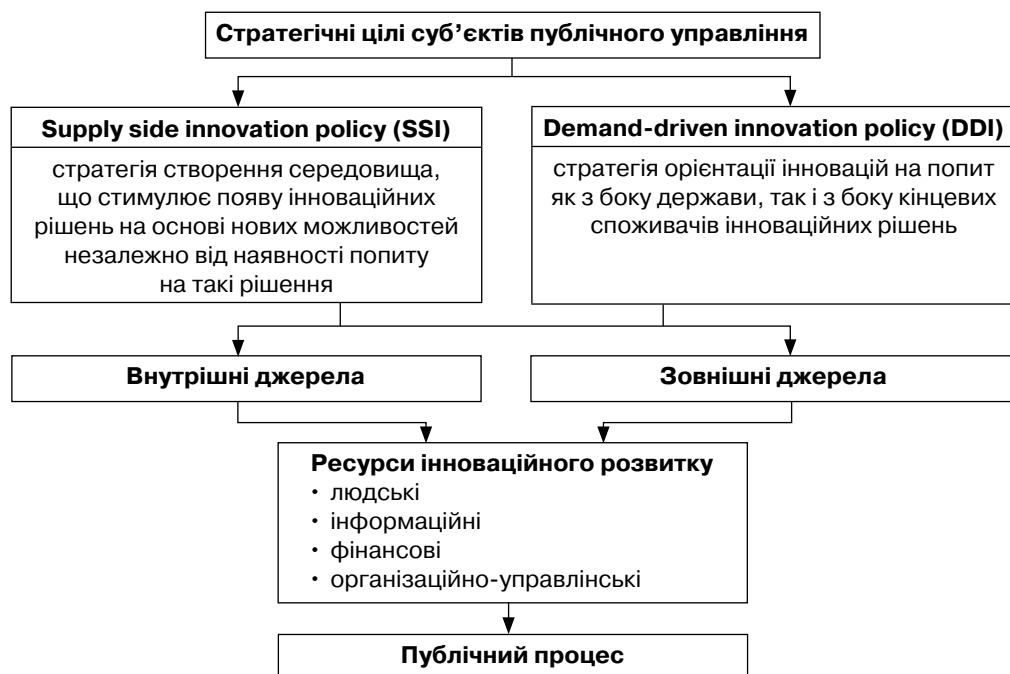 Стратегічні цілі суб’єктів публічного управління
Supply side innovation policy (SSI)
стратегія створення середовища,
що стимулює появу інноваційних
рішень на основі нових можливостей
незалежно від наявності попиту
на такі рішення
Demand-driven innovation policy (DDI)
стратегія орієнтації інновацій на попит
як з боку держави, так і з боку кінцевих
споживачів інноваційних рішень
Внутрішні джерела
Зовнішні джерела
Ресурси інноваційного розвитку
• людські
• інформаційні
• фінансові
• організаційно-управлінські
Публічний процес